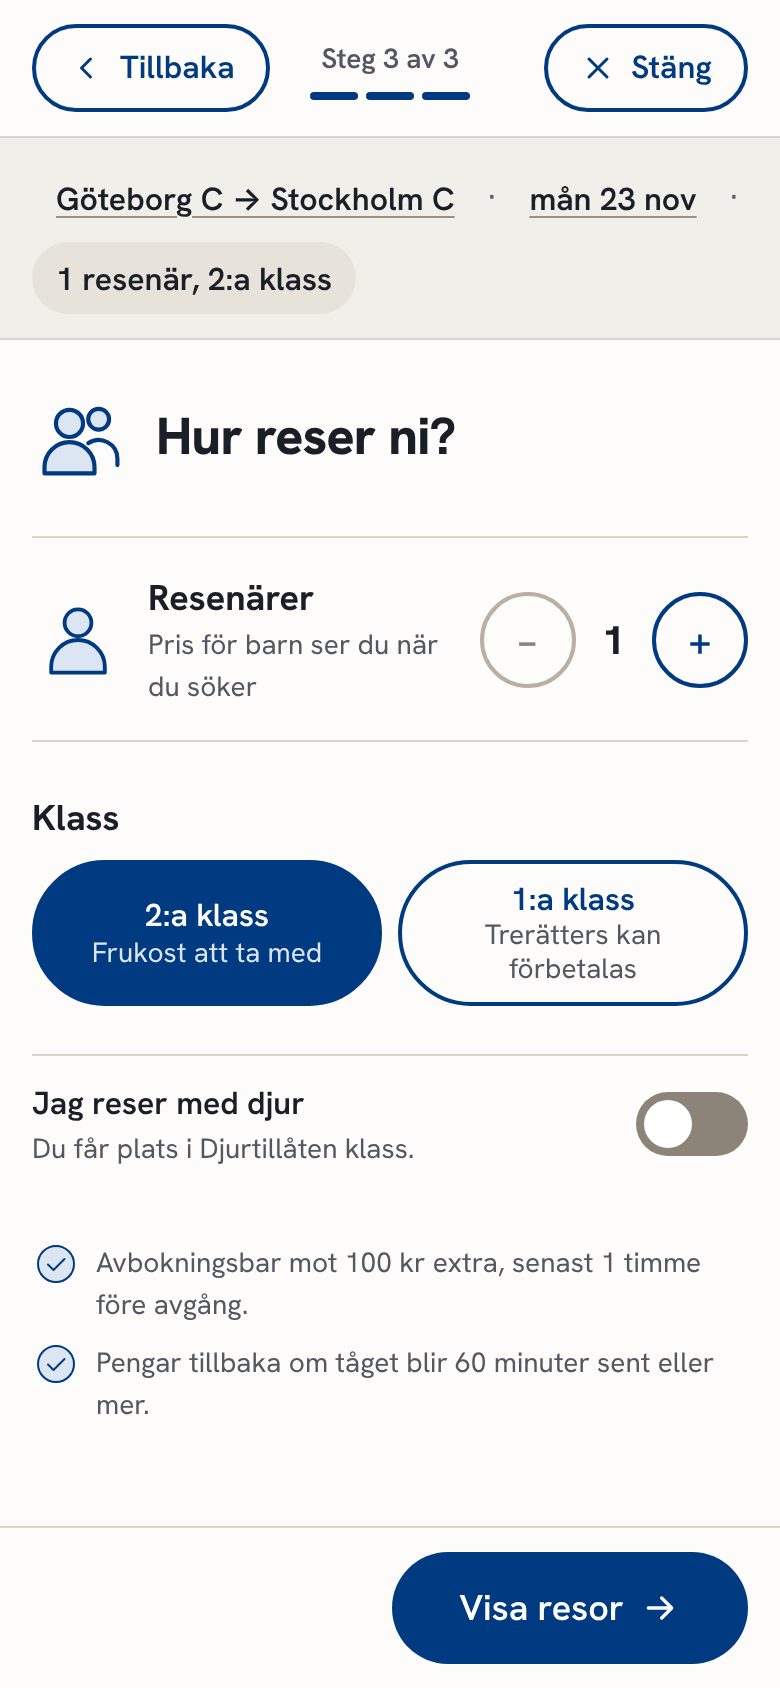 Tillbaka
Steg 3 av 3
Stäng
Göteborg C → Stockholm C · mån 23 nov ·
1 resenär, 2:a klass
Hur reser ni?
Resenärer
Pris för barn ser du när
du söker
− 1 +
Klass
2:a klass
Frukost att ta med
1:a klass
Trerätters kan
förbetalas
Jag reser med djur
Du får plats i Djurtillåten klass.
Avbokningsbar mot 100 kr extra, senast 1 timme
före avgång.
Pengar tillbaka om tåget blir 60 minuter sent eller
mer.
Visa resor →